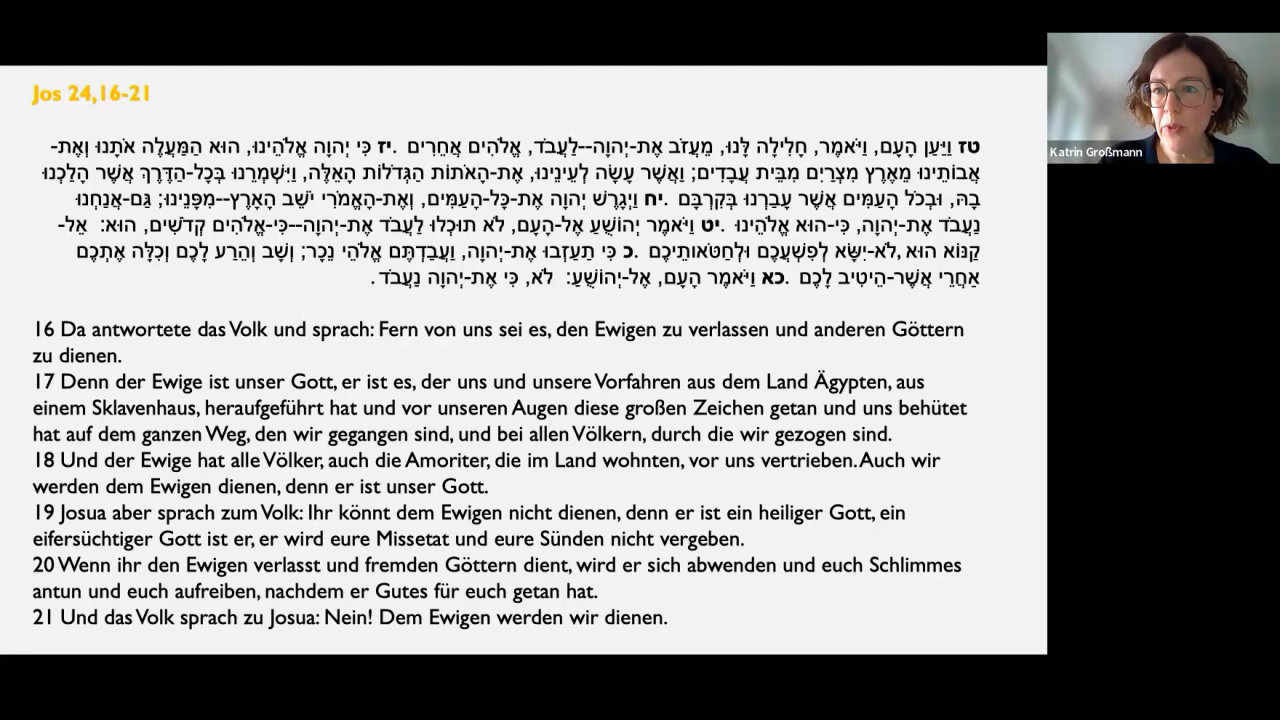 Jos 24,16-21
טז וַיַּעַן הָעָם, וַיֹּאמֶר, חָלִילָה לָּנוּ, מֵעֲזֹב אֶת-יְהוָה--לַעֲבֹד, אֱלֹהִים אֲחֵרִים .יז כִּי יְהוָה אֱלֹהֵינוּ, הוּא הַמַּעֲלֶה אֹתָנוּ וְאֶת-
אֲבוֹתֵינוּ מֵאֶרֶץ מִצְרַיִם מִבֵּית עֲבָדִים; וַאֲשֶׁר עָשָׂה לְעֵינֵינוּ, אֶת-הָאֹתוֹת הַגְּדֹלוֹת הָאֵלֶּה, וַיִּשְׁמְרֵנוּ בְּכָל-הַדֶּרֶךְ אֲשֶׁר הָלַכְנוּ
בָהּ, וּבְכֹל הָעַמִּים אֲשֶׁר עָבַרְנוּ בְּקִרְבָּם .יח וַיְגָרֶשׁ יְהוָה אֶת-כָּל-הָעַמִּים, וְאֶת-הָאֱמֹרִי יֹשֵׁב הָאָרֶץ--מִפָּנֵינוּ; גַּם-אֲנַחְנוּ
נַעֲבֹד אֶת-יְהוָה, כִּי-הוּא אֱלֹהֵינוּ .יט וַיֹּאמֶר יְהוֹשֻׁעַ אֶל-הָעָם, לֹא תוּכְלוּ לַעֲבֹד אֶת-יְהוָה--כִּי-אֱלֹהִים קְדֹשִׁים, הוּא: אֵל-
קַנּוֹא הוּא ,לֹא-יִשָּׂא לְפִשְׁעֲכֶם וּלְחַטֹּאותֵיכֶם .כ כִּי תַעַזְבוּ אֶת-יְהוָה, וַעֲבַדְתֶּם אֱלֹהֵי נֵכָר; וְשָׁב וְהֵרַע לָכֶם וְכִלָּה אֶתְכֶם
אַחֲרֵי אֲשֶׁר-הֵיטִיב לָכֶם .כא וַיֹּאמֶר הָעָם, אֶל-יְהוֹשֻׁעַ: לֹא, כִּי אֶת-יְהוָה נַעֲבֹד .
16 Da antwortete das Volk und sprach: Fern von uns sei es, den Ewigen zu verlassen und anderen Göttern
zu dienen.
17 Denn der Ewige ist unser Gott, er ist es, der uns und unsere Vorfahren aus dem Land Ägypten, aus
einem Sklavenhaus, heraufgeführt hat und vor unseren Augen diese großen Zeichen getan und uns behütet
hat auf dem ganzen Weg, den wir gegangen sind, und bei allen Völkern, durch die wir gezogen sind.
18 Und der Ewige hat alle Völker, auch die Amoriter, die im Land wohnten, vor uns vertrieben. Auch wir
werden dem Ewigen dienen, denn er ist unser Gott.
19 Josua aber sprach zum Volk: Ihr könnt dem Ewigen nicht dienen, denn er ist ein heiliger Gott, ein
eifersüchtiger Gott ist er, er wird eure Missetat und eure Sünden nicht vergeben.
20 Wenn ihr den Ewigen verlasst und fremden Göttern dient, wird er sich abwenden und euch Schlimmes
antun und euch aufreiben, nachdem er Gutes für euch getan hat.
21 Und das Volk sprach zu Josua: Nein! Dem Ewigen werden wir dienen.
Katrin Großmann